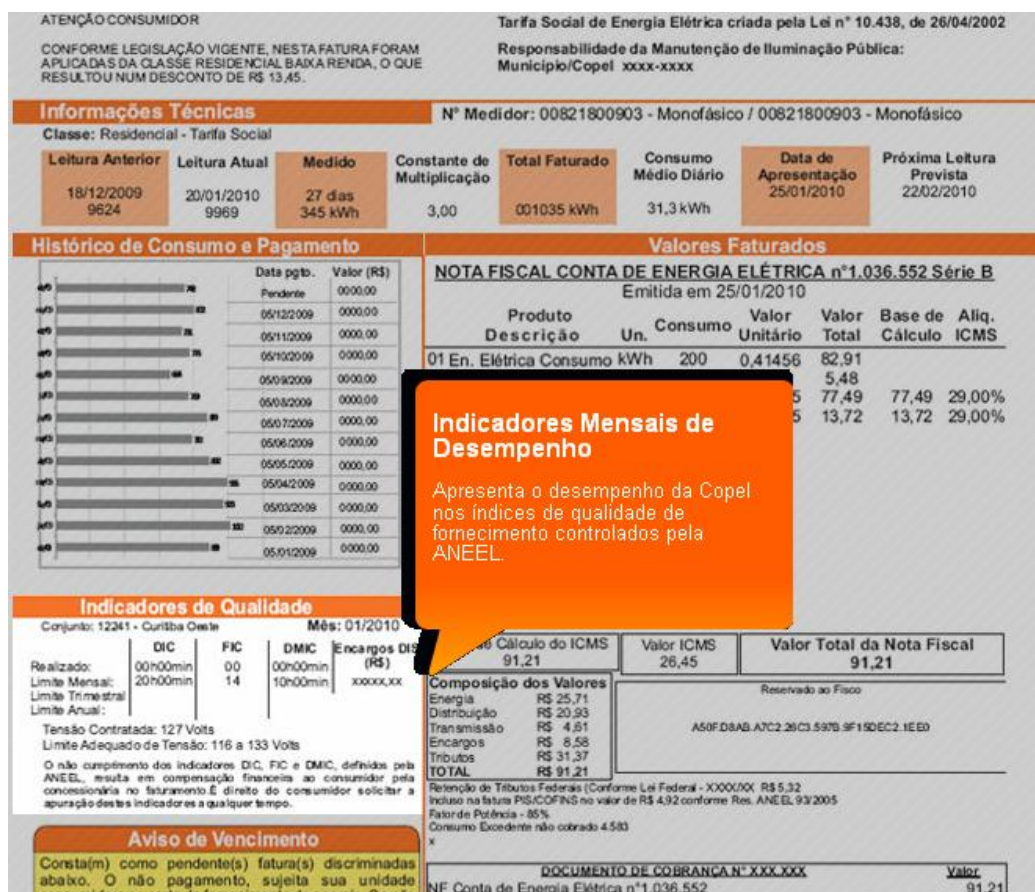 ATENÇÃO CONSUMIDOR
CONFORME LEGISLAÇÃO VIGENTE, NESTA FATURA FORAM
APLICADAS DA CLASSE RESIDENCIAL BAIXA RENDA, O QUE
RESULTOU NUM DESCONTO DE R$ 13,45.
Tarifa Social de Energia Elétrica criada pela Lei n° 10.438, de 26/04/2002
Responsabilidade da Manutenção de Iluminação Pública:
Município/Copel xxxx-xxxx
Informações Técnicas
N° Medidor: 00821800903 - Monofásico / 00821800903 - Monofásico
Classe: Residencial - Tarifa Social
Leitura Anterior Leitura Atual Medido Constante de Multiplicação Total Faturado Consumo Médio Diário Data de Apresentação Próxima Leitura Prevista
18/12/2009 20/01/2010 27 dias 25/01/2010 22/02/2010
9624 9969 345 kWh 3,00 001035 kWh 31,3 kWh
Histórico de Consumo e Pagamento
Data pgto. Valor (R$)
Pendente 0000,00
05/12/2009 0000,00
05/11/2009 0000,00
05/10/2009 0000,00
05/09/2009 0000,00
05/08/2009 0000,00
05/07/2009 0000,00
05/06/2009 0000,00
05/05/2009 0000,00
05/04/2009 0000,00
05/03/2009 0000,00
05/02/2009 0000,00
05/01/2009 0000,00
Valores Faturados
NOTA FISCAL CONTA DE ENERGIA ELÉTRICA n°1.036.552 Série B
Emitida em 25/01/2010
Produto Descrição Un. Consumo Valor Unitário Valor Total Base de Cálculo Aliq. ICMS
01 En. Elétrica Consumo kWh 200 0,41456 82,91
5,48
5 77,49 77,49 29,00%
5 13,72 13,72 29,00%
Indicadores Mensais de
Desempenho
Apresenta o desempenho da Copel
nos índices de qualidade de
fornecimento controlados pela
ANEEL.
Indicadores de Qualidade
Conjunto: 12241 - Curitiba Oeste Mês: 01/2010
DIC FIC DMIC Encargos DIS (R$)
Realizado: 00h00min 00 00h00min
Limite Mensal: 20h00min 14 10h00min xxxxx,xx
Limite Trimestral
Limite Anual:
Tensão Contratada: 127 Volts
Limite Adequado de Tensão: 116 a 133 Volts
O não cumprimento dos indicadores DIC, FIC e DMIC, definidos pela
ANEEL, resulta em compensação financeira ao consumidor pela
concessionária no faturamento.É direito do consumidor solicitar a
apuração destes indicadores a qualquer tempo.
Cálculo do ICMS
91,21
Valor ICMS
26,45
Valor Total da Nota Fiscal
91,21
Composição dos Valores
Energia R$ 25,71
Distribuição R$ 20,93
Transmissão R$ 4,61
Encargos R$ 8,58
Tributos R$ 31,37
TOTAL R$ 91,21
Reservado ao Fisco
A50F.D8AB.A7C2.26C3.597B.9F15DEC2.1EE0
Retenção de Tributos Federais (Conforme Lei Federal - XXXX/XX R$ 5,32
Incluso na fatura PIS/COFINS no valor de R$ 4,92 conforme Res. ANEEL 93/2005
Fator de Potência - 85%
Consumo Excedente não cobrado 4.583
x
Aviso de Vencimento
Consta(m) como pendente(s) fatura(s) discriminadas
abaixo. O não pagamento, sujeita sua unidade
DOCUMENTO DE COBRANÇA N° XXX.XXX Valor
NF Conta de Energia Elétrica n°1.036.552 91,21